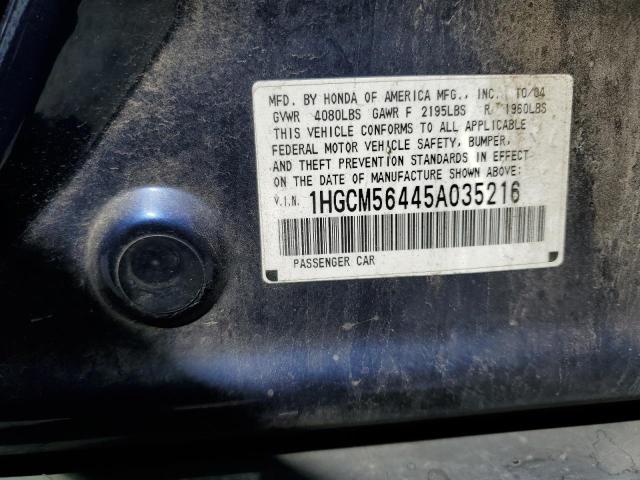 MFD. BY HONDA OF AMERICA MFG., INC. 10/04
GVWR 4080LBS GAWR F 2195LBS R 1960LBS
THIS VEHICLE CONFORMS TO ALL APPLICABLE
FEDERAL MOTOR VEHICLE SAFETY, BUMPER,
AND THEFT PREVENTION STANDARDS IN EFFECT
ON THE DATE OF MANUFACTURE SHOWN ABOVE:
V.I.N. 1HGCM56445A035216
PASSENGER CAR